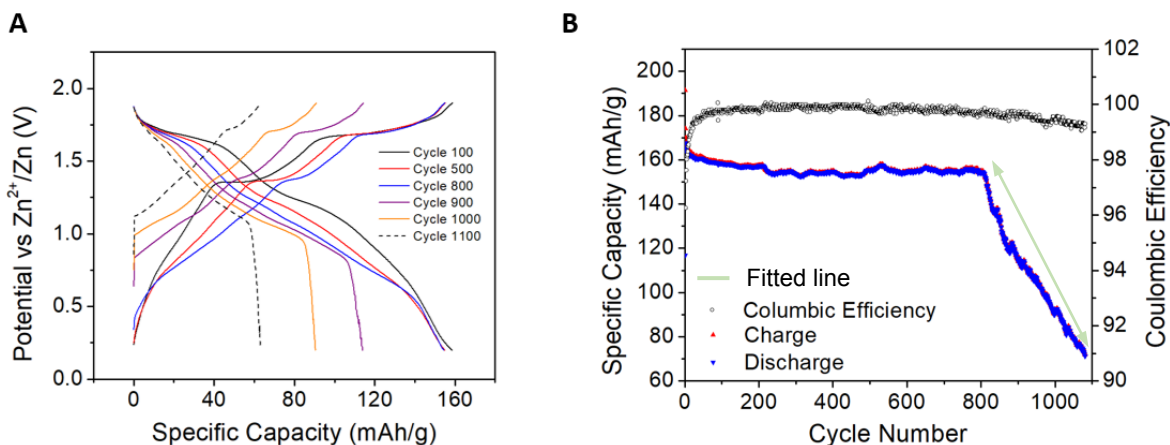 A
Potential vs Zn²⁺/Zn (V)
2.0
1.5
1.0
0.5
0.0
Cycle 100
Cycle 500
Cycle 800
Cycle 900
Cycle 1000
Cycle 1100
0 40 80 120 160
Specific Capacity (mAh/g)
B
Specific Capacity (mAh/g)
200
180
160
140
120
100
80
60
Fitted line
Columbic Efficiency
Charge
Discharge
0 200 400 600 800 1000
Cycle Number
102
100
98
96
94
92
90
Coulombic Efficiency